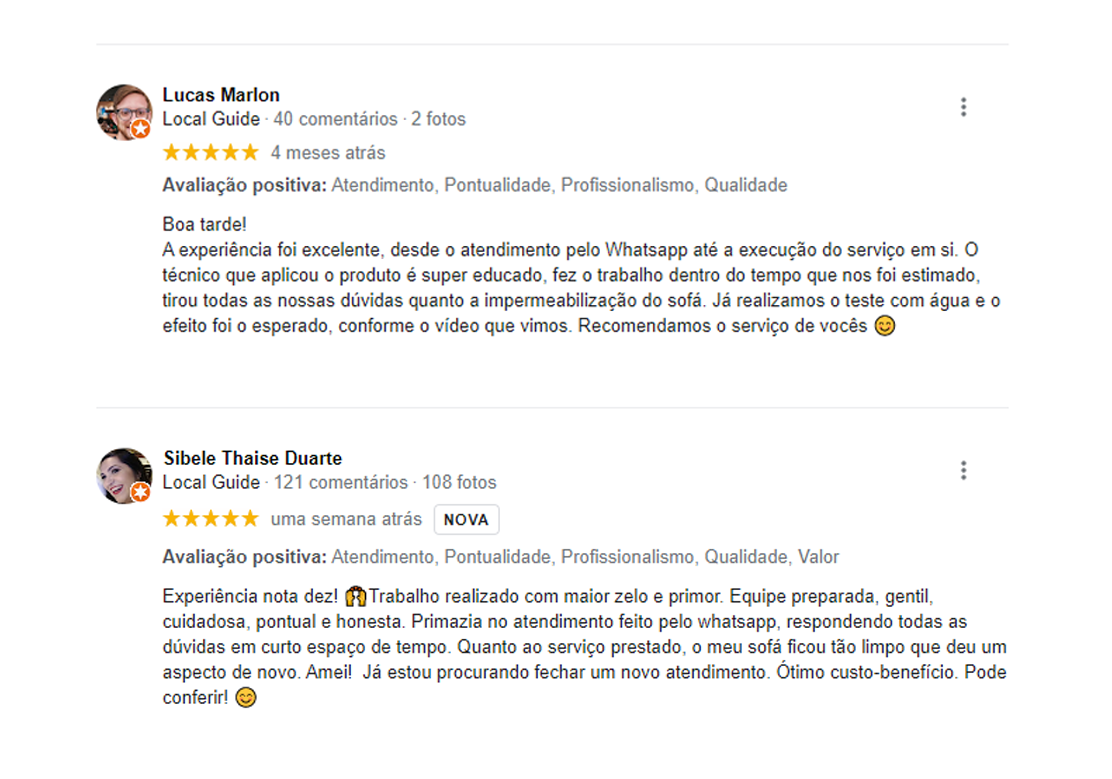 Lucas Marlon
Local Guide · 40 comentários · 2 fotos
4 meses atrás
Avaliação positiva: Atendimento, Pontualidade, Profissionalismo, Qualidade
Boa tarde!
A experiência foi excelente, desde o atendimento pelo Whatsapp até a execução do serviço em si. O
técnico que aplicou o produto é super educado, fez o trabalho dentro do tempo que nos foi estimado,
tirou todas as nossas dúvidas quanto a impermeabilização do sofá. Já realizamos o teste com água e o
efeito foi o esperado, conforme o vídeo que vimos. Recomendamos o serviço de vocês 😊
Sibele Thaise Duarte
Local Guide · 121 comentários · 108 fotos
uma semana atrás NOVA
Avaliação positiva: Atendimento, Pontualidade, Profissionalismo, Qualidade, Valor
Experiência nota dez! 🙌Trabalho realizado com maior zelo e primor. Equipe preparada, gentil,
cuidadosa, pontual e honesta. Primazia no atendimento feito pelo whatsapp, respondendo todas as
dúvidas em curto espaço de tempo. Quanto ao serviço prestado, o meu sofá ficou tão limpo que deu um
aspecto de novo. Amei!  Já estou procurando fechar um novo atendimento. Ótimo custo-benefício. Pode
conferir! 😊